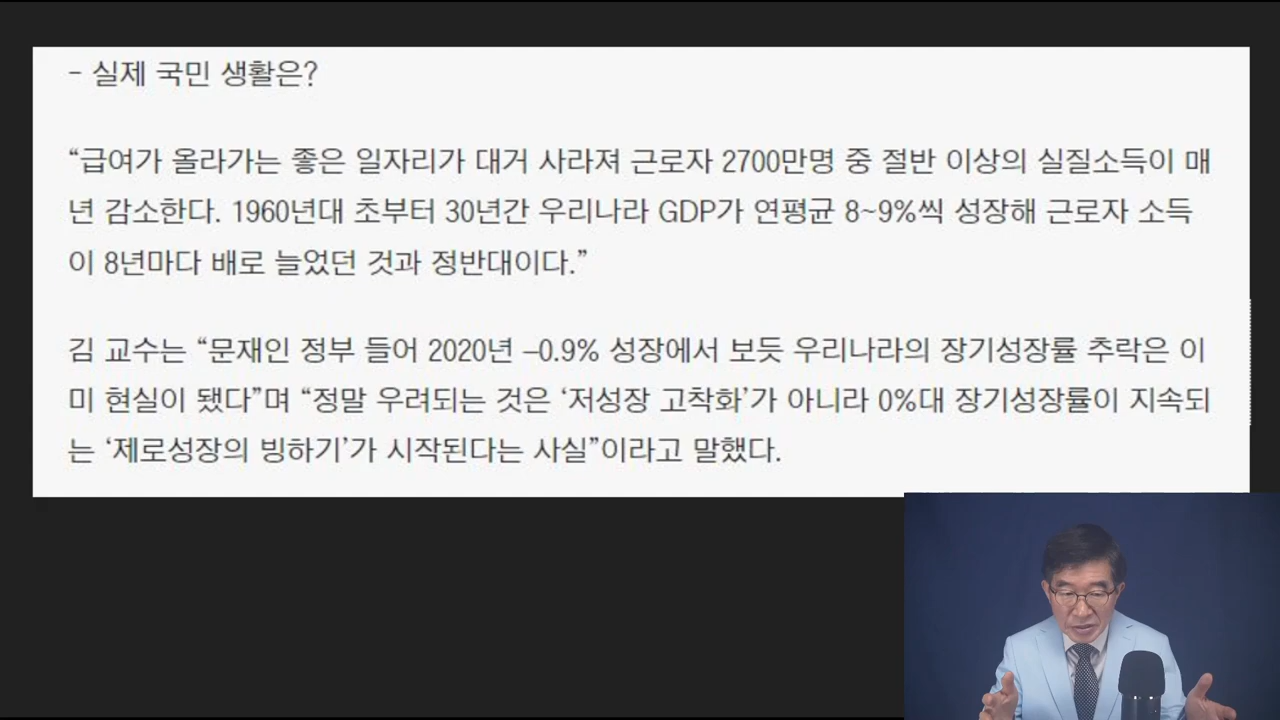 - 실제 국민 생활은?
“급여가 올라가는 좋은 일자리가 대거 사라져 근로자 2700만명 중 절반 이상의 실질소득이 매
년 감소한다. 1960년대 초부터 30년간 우리나라 GDP가 연평균 8~9%씩 성장해 근로자 소득
이 8년마다 배로 늘었던 것과 정반대이다.”
김 교수는 “문재인 정부 들어 2020년 –0.9% 성장에서 보듯 우리나라의 장기성장률 추락은 이
미 현실이 됐다”며 “정말 우려되는 것은 ‘저성장 고착화’가 아니라 0%대 장기성장률이 지속되
는 ‘제로성장의 빙하기’가 시작된다는 사실”이라고 말했다.